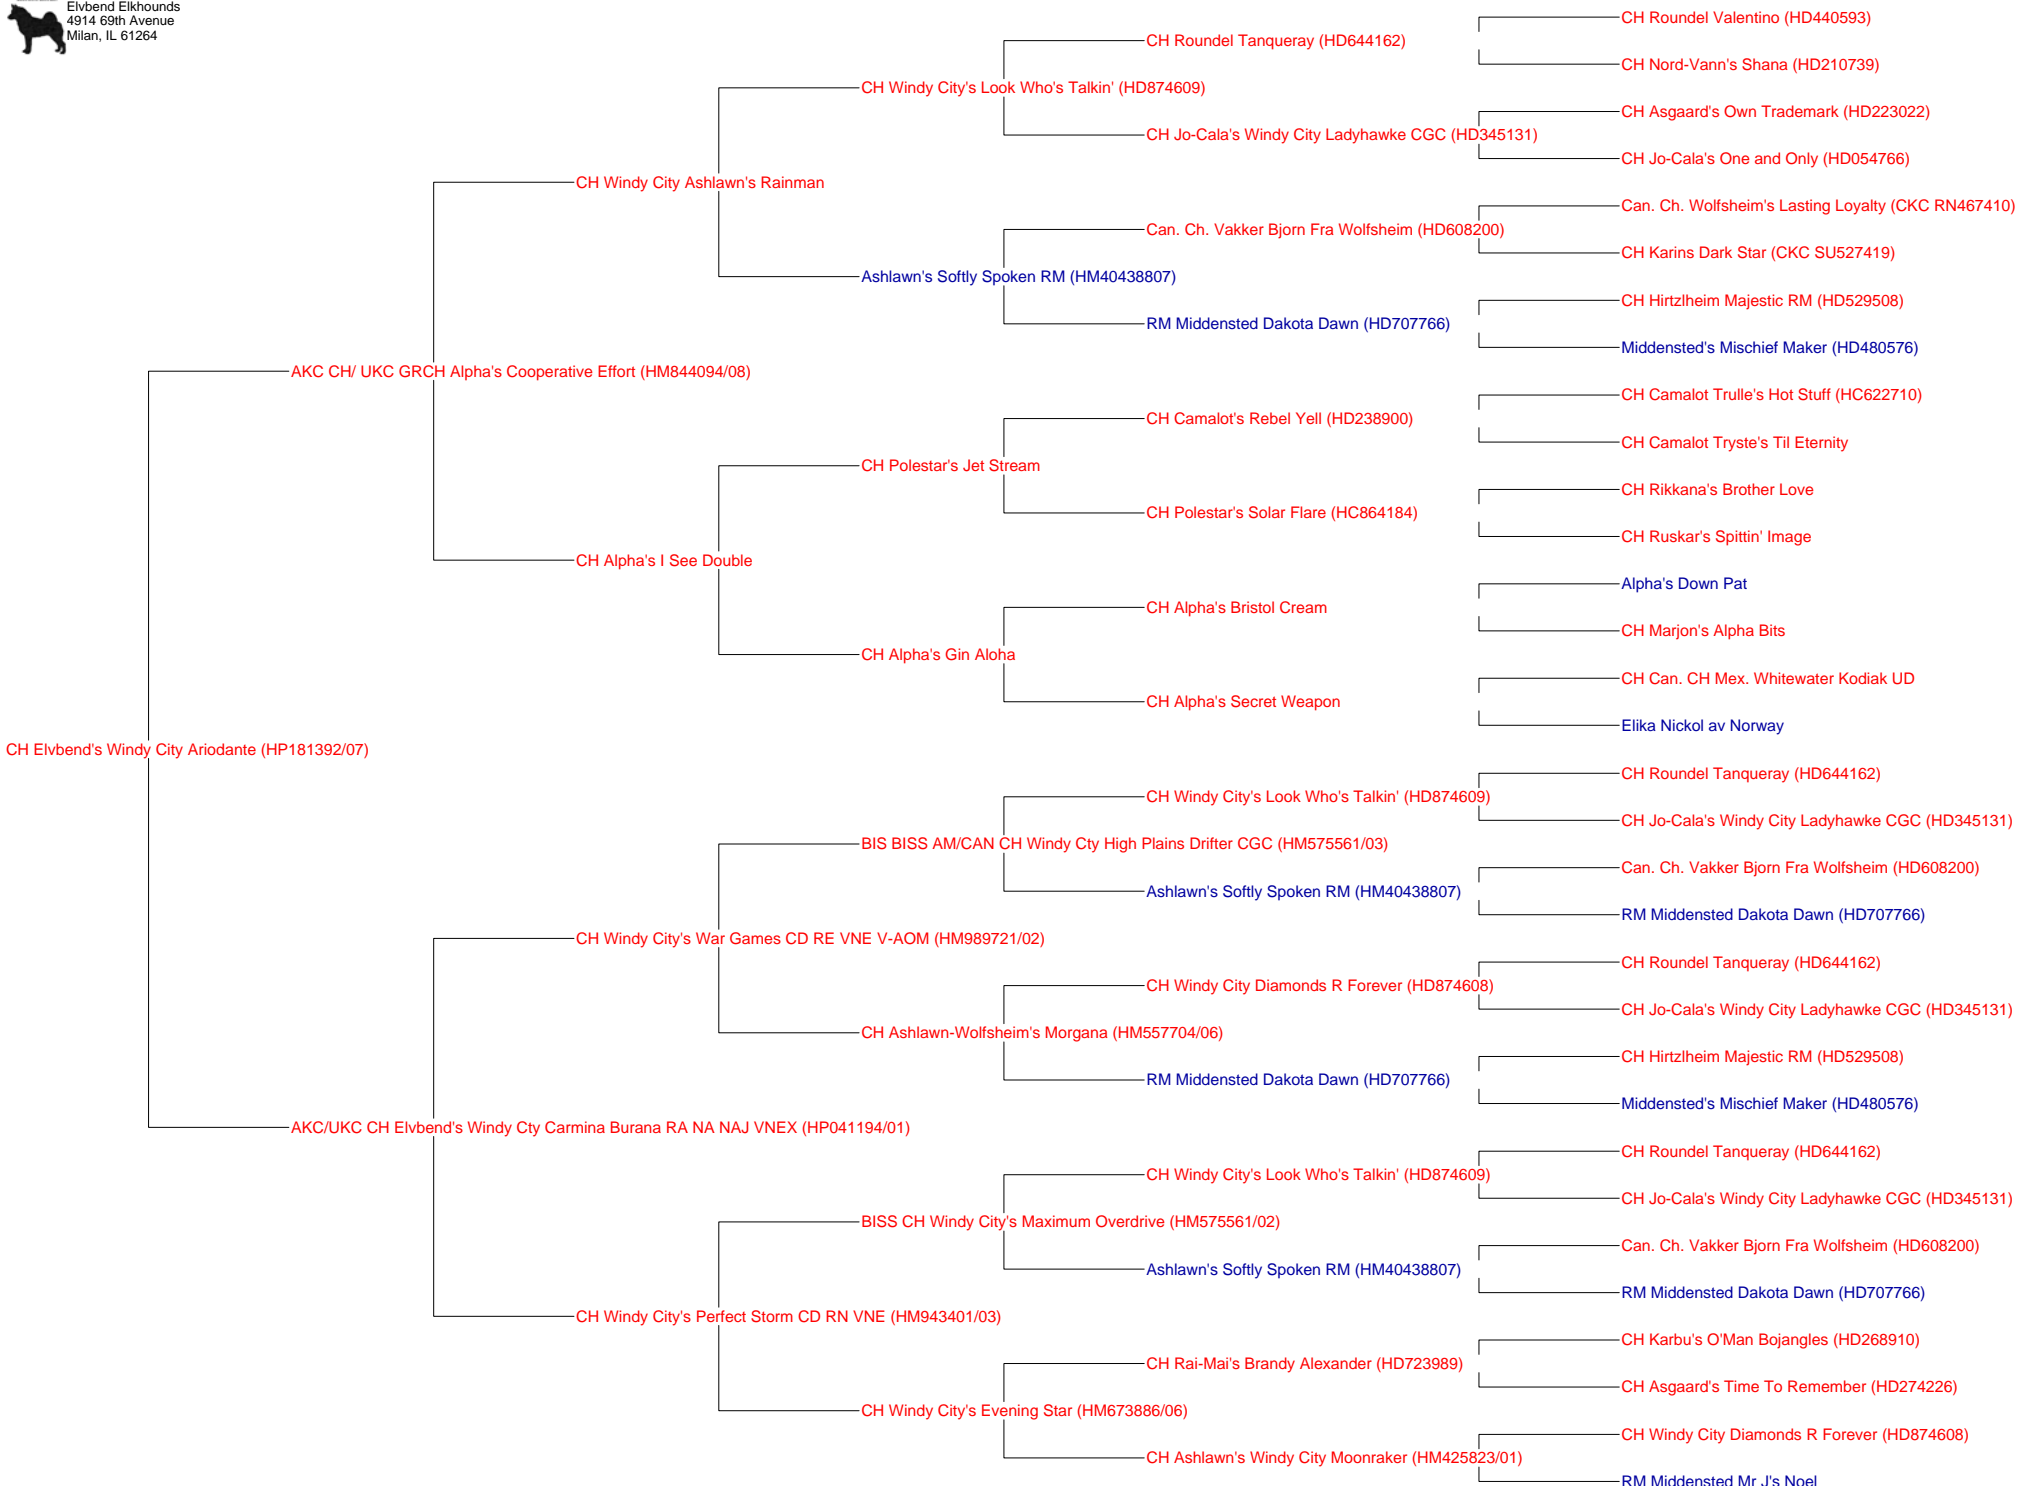 Elvbend Elkhounds
4914 69th Avenue
Milan, IL 61264
CH Roundel Valentino (HD440593)
CH Roundel Tanqueray (HD644162)
CH Nord-Vann's Shana (HD210739)
CH Windy City's Look Who's Talkin' (HD874609)
CH Asgaard's Own Trademark (HD223022)
CH Jo-Cala's Windy City Ladyhawke CGC (HD345131)
CH Jo-Cala's One and Only (HD054766)
CH Windy City Ashlawn's Rainman
Can. Ch. Wolfsheim's Lasting Loyalty (CKC RN467410)
Can. Ch. Vakker Bjorn Fra Wolfsheim (HD608200)
CH Karins Dark Star (CKC SU527419)
Ashlawn's Softly Spoken RM (HM40438807)
CH Hirtzlheim Majestic RM (HD529508)
RM Middensted Dakota Dawn (HD707766)
Middensted's Mischief Maker (HD480576)
AKC CH/ UKC GRCH Alpha's Cooperative Effort (HM844094/08)
CH Camalot Trulle's Hot Stuff (HC622710)
CH Camalot's Rebel Yell (HD238900)
CH Camalot Tryste's Til Eternity
CH Polestar's Jet Stream
CH Rikkana's Brother Love
CH Polestar's Solar Flare (HC864184)
CH Ruskar's Spittin' Image
CH Alpha's I See Double
Alpha's Down Pat
CH Alpha's Bristol Cream
CH Marjon's Alpha Bits
CH Alpha's Gin Aloha
CH Can. CH Mex. Whitewater Kodiak UD
CH Alpha's Secret Weapon
Elika Nickol av Norway
CH Elvbend's Windy City Ariodante (HP181392/07)
CH Roundel Tanqueray (HD644162)
CH Windy City's Look Who's Talkin' (HD874609)
CH Jo-Cala's Windy City Ladyhawke CGC (HD345131)
BIS BISS AM/CAN CH Windy Cty High Plains Drifter CGC (HM575561/03)
Can. Ch. Vakker Bjorn Fra Wolfsheim (HD608200)
Ashlawn's Softly Spoken RM (HM40438807)
RM Middensted Dakota Dawn (HD707766)
CH Windy City's War Games CD RE VNE V-AOM (HM989721/02)
CH Roundel Tanqueray (HD644162)
CH Windy City Diamonds R Forever (HD874608)
CH Jo-Cala's Windy City Ladyhawke CGC (HD345131)
CH Ashlawn-Wolfsheim's Morgana (HM557704/06)
CH Hirtzlheim Majestic RM (HD529508)
RM Middensted Dakota Dawn (HD707766)
Middensted's Mischief Maker (HD480576)
AKC/UKC CH Elvbend's Windy Cty Carmina Burana RA NA NAJ VNEX (HP041194/01)
CH Roundel Tanqueray (HD644162)
CH Windy City's Look Who's Talkin' (HD874609)
CH Jo-Cala's Windy City Ladyhawke CGC (HD345131)
BISS CH Windy City's Maximum Overdrive (HM575561/02)
Can. Ch. Vakker Bjorn Fra Wolfsheim (HD608200)
Ashlawn's Softly Spoken RM (HM40438807)
RM Middensted Dakota Dawn (HD707766)
CH Windy City's Perfect Storm CD RN VNE (HM943401/03)
CH Karbu's O'Man Bojangles (HD268910)
CH Rai-Mai's Brandy Alexander (HD723989)
CH Asgaard's Time To Remember (HD274226)
CH Windy City's Evening Star (HM673886/06)
CH Windy City Diamonds R Forever (HD874608)
CH Ashlawn's Windy City Moonraker (HM425823/01)
RM Middensted Mr J's Noel